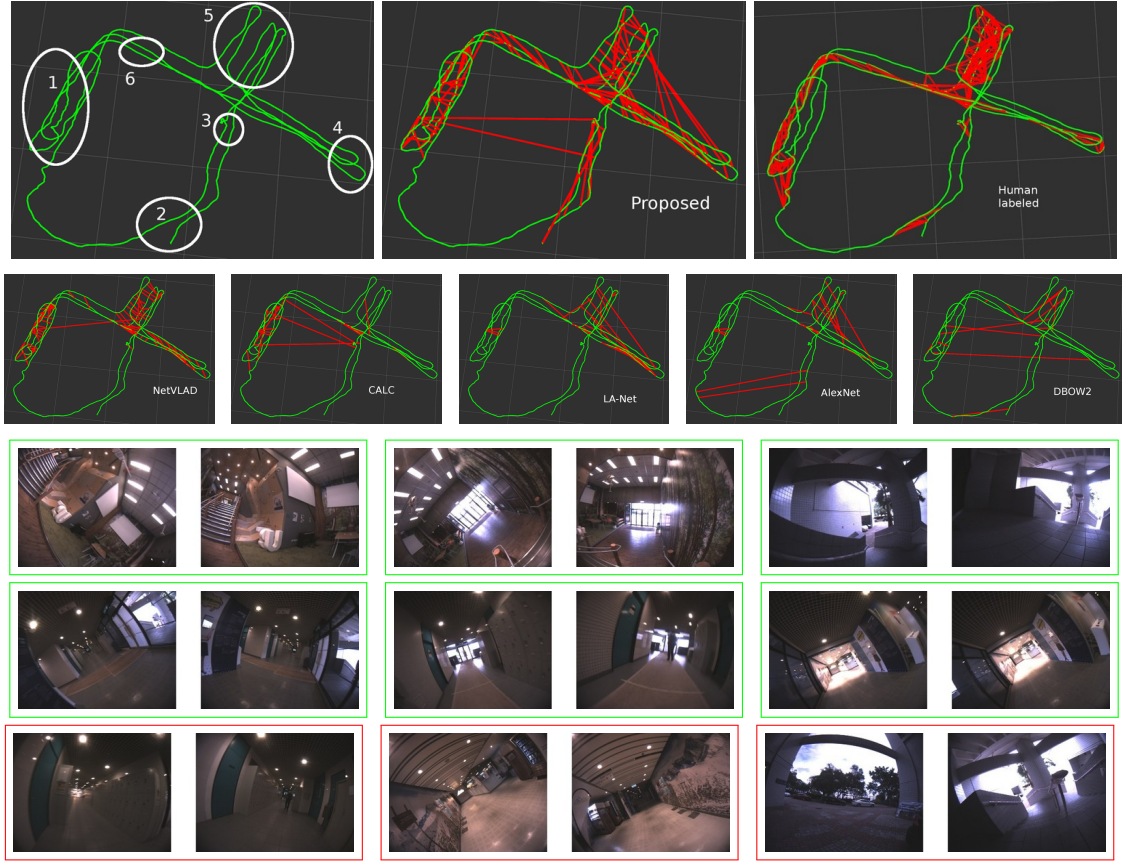 5
1
6
3
4
2
Proposed
Human
labeled
NetVLAD
CALC
LA-Net
AlexNet
DBOW2